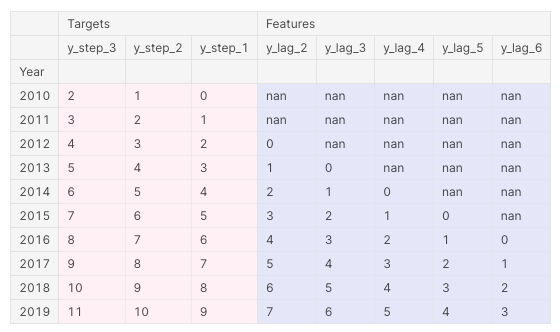 Targets Features
y_step_3 y_step_2 y_step_1 y_lag_2 y_lag_3 y_lag_4 y_lag_5 y_lag_6
Year
2010 2 1 0 nan nan nan nan nan
2011 3 2 1 nan nan nan nan nan
2012 4 3 2 0 nan nan nan nan
2013 5 4 3 1 0 nan nan nan
2014 6 5 4 2 1 0 nan nan
2015 7 6 5 3 2 1 0 nan
2016 8 7 6 4 3 2 1 0
2017 9 8 7 5 4 3 2 1
2018 10 9 8 6 5 4 3 2
2019 11 10 9 7 6 5 4 3